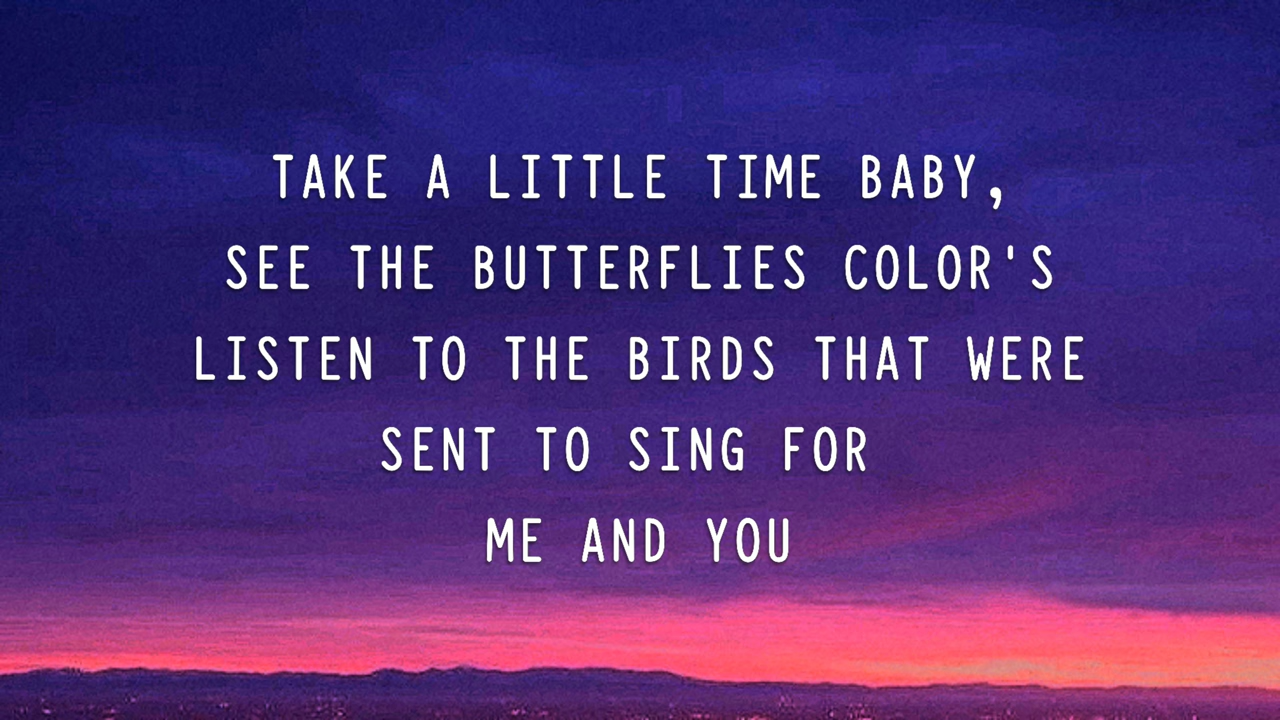 TAKE A LITTLE TIME BABY,
SEE THE BUTTERFLIES COLOR'S
LISTEN TO THE BIRDS THAT WERE
SENT TO SING FOR
ME AND YOU